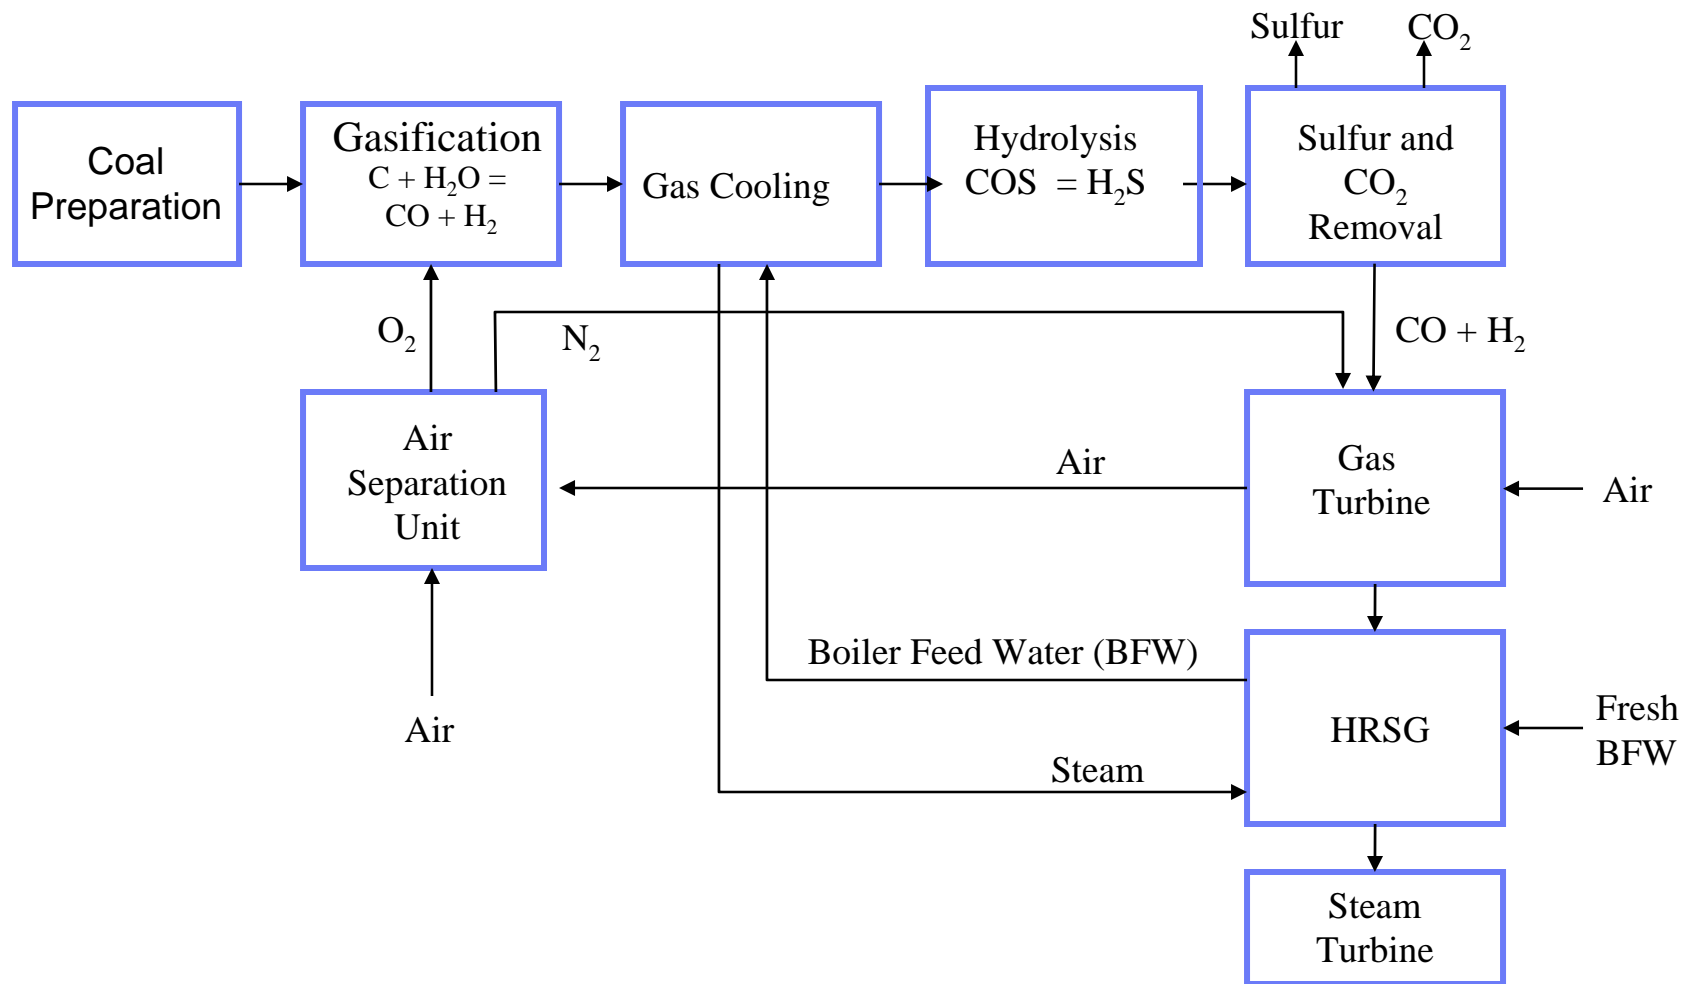 Sulfur
CO2
Coal
Preparation
Gasification
C + H2O =
CO + H2
Gas Cooling
Hydrolysis
COS = H2S
Sulfur and
CO2
Removal
O2
N2
CO + H2
Air
Separation
Unit
Air
Gas
Turbine
Air
Boiler Feed Water (BFW)
Air
HRSG
Fresh
BFW
Steam
Steam
Turbine